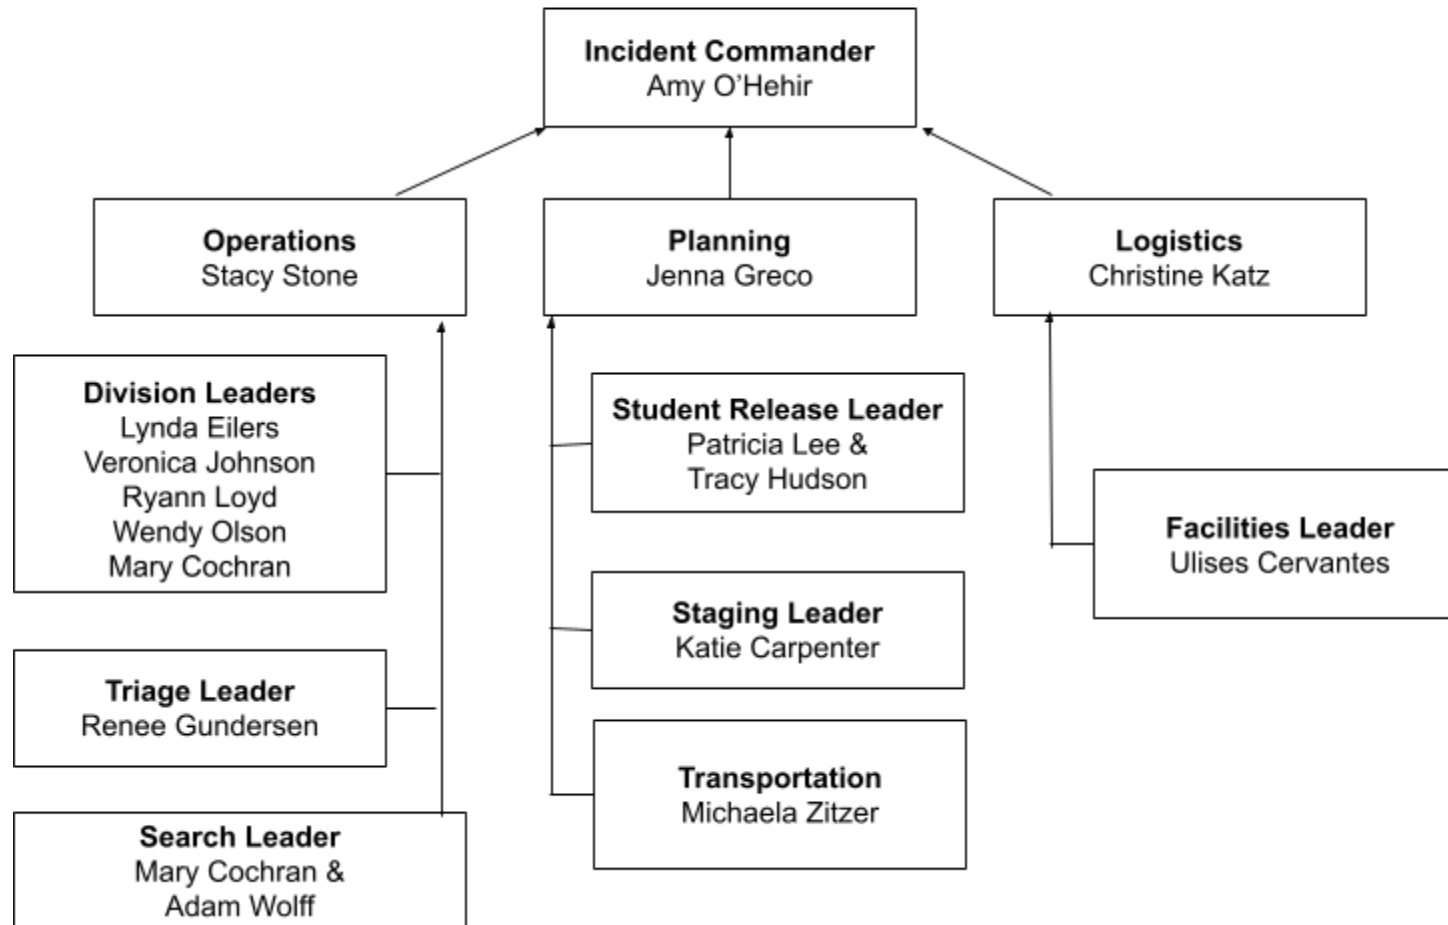 Incident Commander
Amy O’Hehir
Operations
Stacy Stone
Planning
Jenna Greco
Logistics
Christine Katz
Division Leaders
Lynda Eilers
Veronica Johnson
Ryann Loyd
Wendy Olson
Mary Cochran
Student Release Leader
Patricia Lee &
Tracy Hudson
Facilities Leader
Ulises Cervantes
Staging Leader
Katie Carpenter
Triage Leader
Renee Gundersen
Transportation
Michaela Zitzer
Search Leader
Mary Cochran &
Adam Wolff